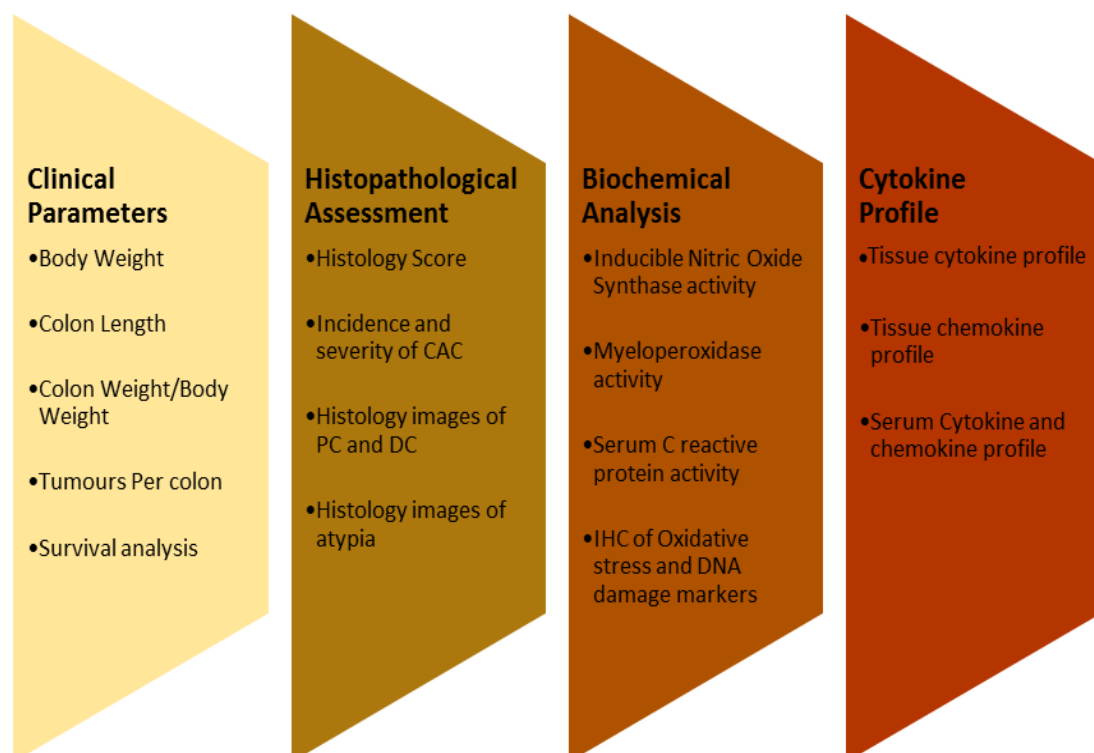 Clinical
Parameters
•Body Weight
•Colon Length
•Colon Weight/Body
Weight
•Tumours Per colon
•Survival analysis
Histopathological
Assessment
•Histology Score
•Incidence and
severity of CAC
•Histology images of
PC and DC
•Histology images of
atypia
Biochemical
Analysis
•Inducible Nitric Oxide
Synthase activity
•Myeloperoxidase
activity
•Serum C reactive
protein activity
•IHC of Oxidative
stress and DNA
damage markers
Cytokine
Profile
•Tissue cytokine profile
•Tissue chemokine
profile
•Serum Cytokine and
chemokine profile